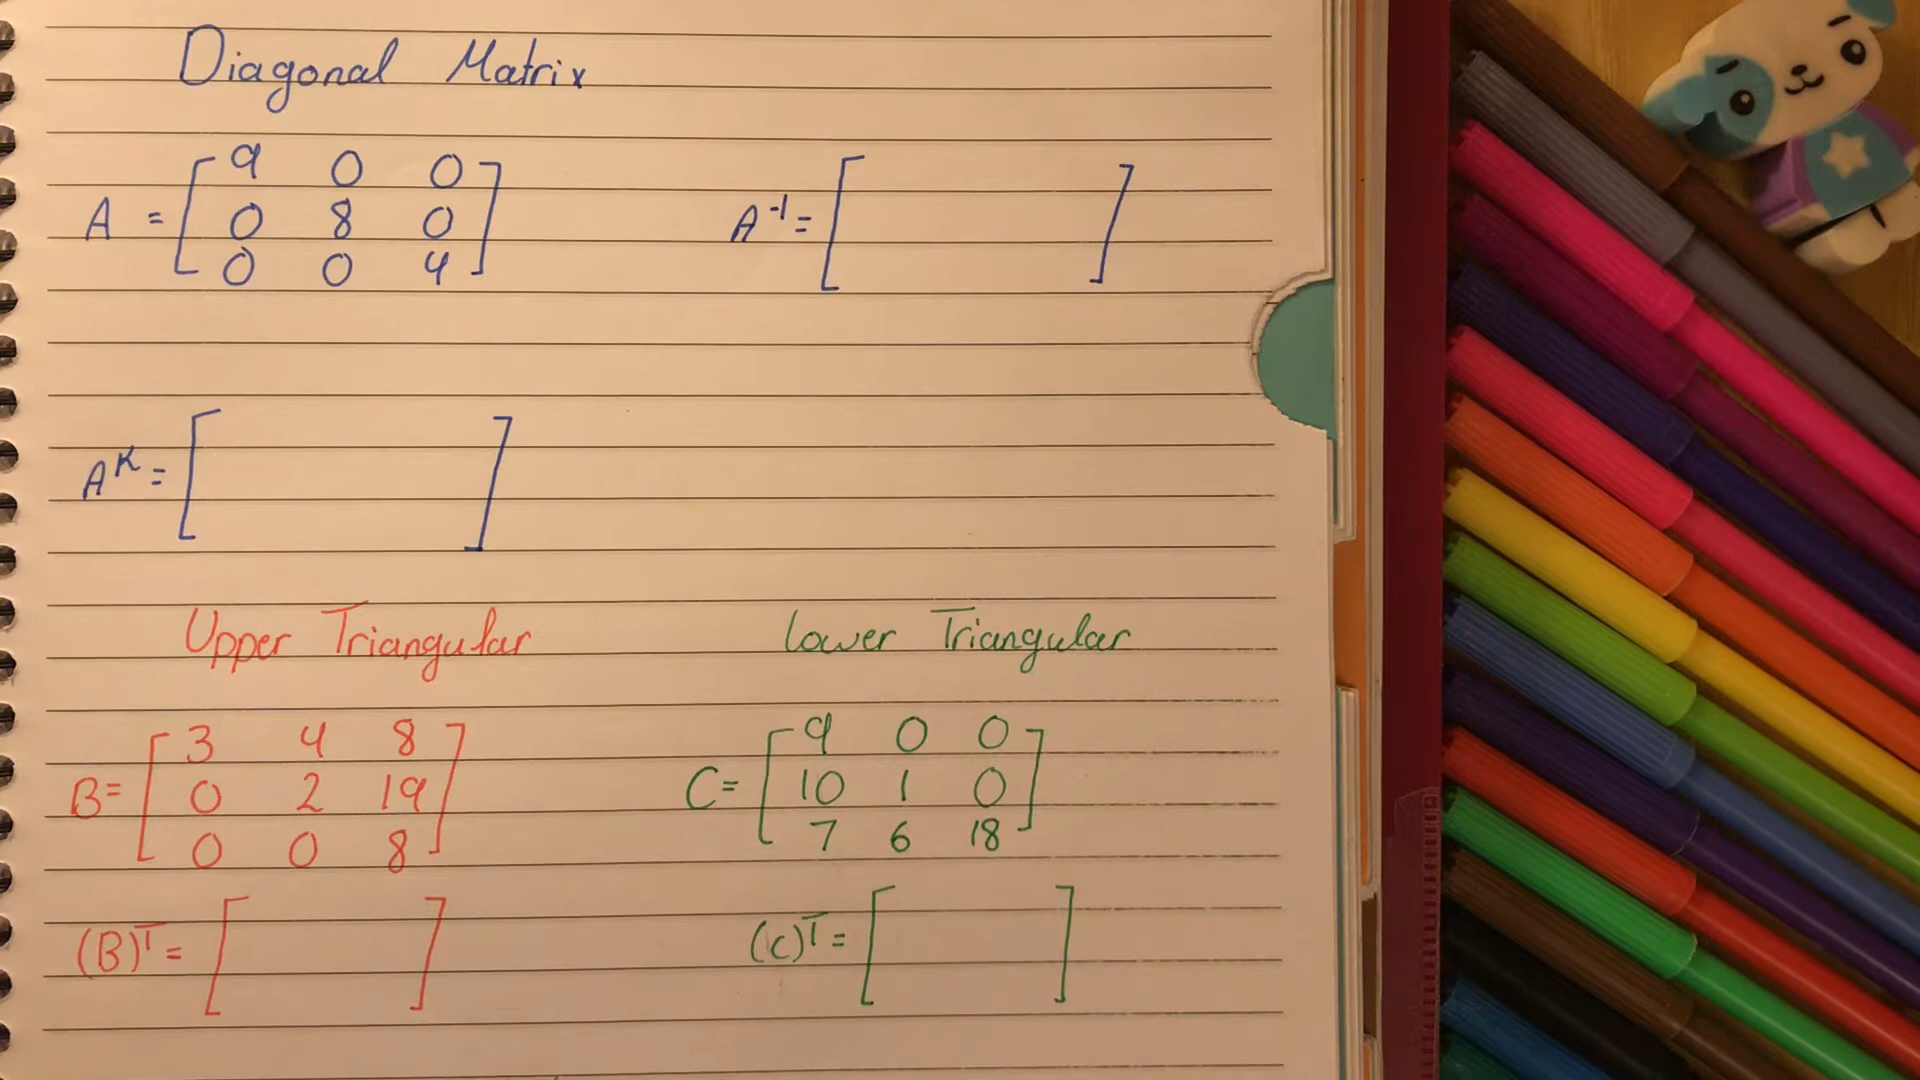 Diagonal Matrix
A = [ 9 0 0
0 8 0
0 0 4 ]
A⁻¹ = [ ]
Aᴷ = [ ]
Upper Triangular
B = [ 3 4 8
0 2 19
0 0 8 ]
(B)ᵀ = [ ]
Lower Triangular
C = [ 9 0 0
10 1 0
7 6 18 ]
(C)ᵀ = [ ]